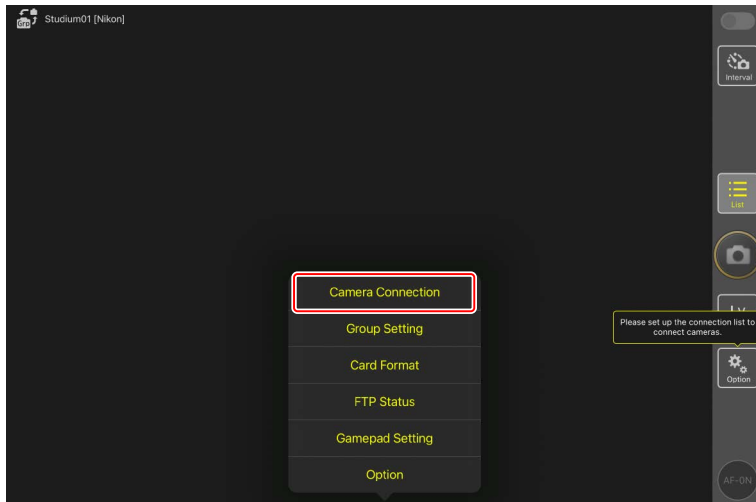 Grp
Studium01 [Nikon]
Interval
List
Camera Connection
Group Setting
Card Format
FTP Status
Gamepad Setting
Option
Please set up the connection list to
connect cameras.
Option
AF-ON